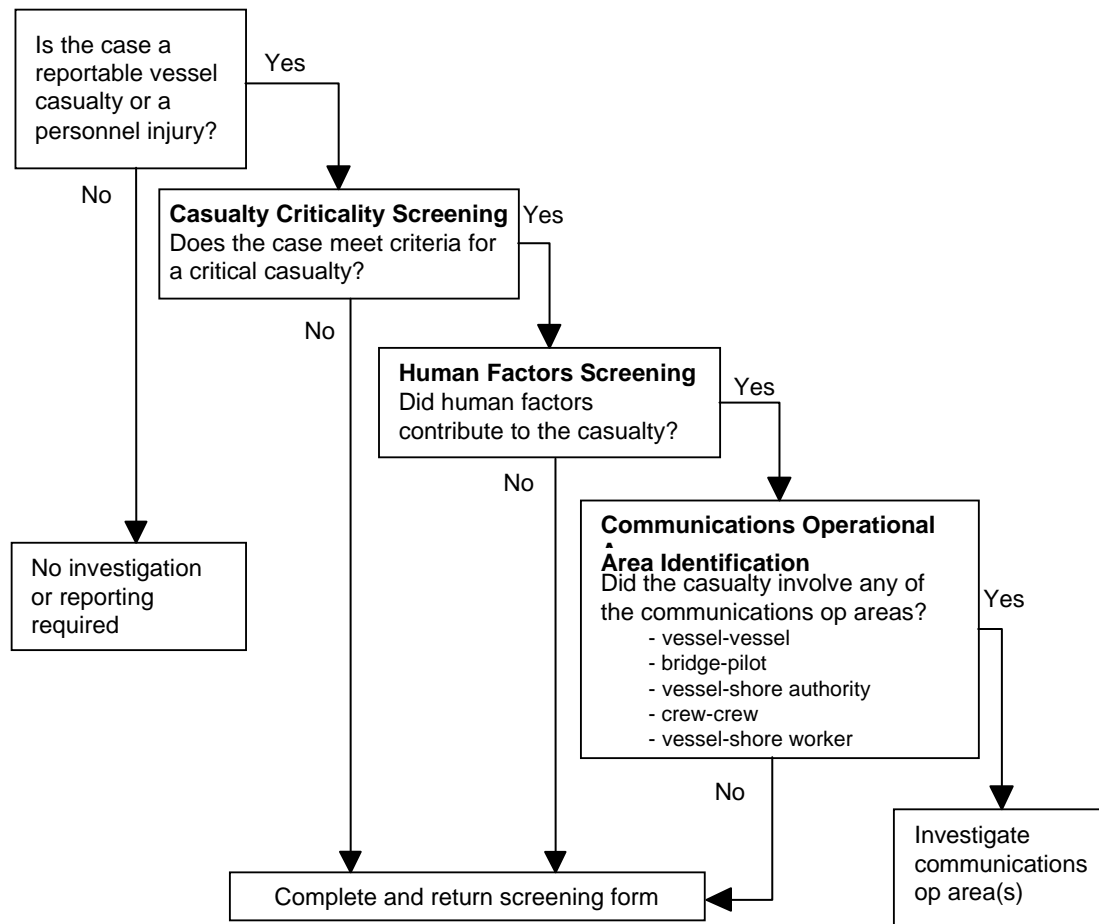 Is the case a
reportable vessel
casualty or a
personnel injury?
Yes
No
Casualty Criticality Screening
Does the case meet criteria for
a critical casualty?
Yes
No
Human Factors Screening
Did human factors
contribute to the casualty?
Yes
No
Communications Operational
Area Identification
Did the casualty involve any of
the communications op areas?
- vessel-vessel
- bridge-pilot
- vessel-shore authority
- crew-crew
- vessel-shore worker
Yes
No
No investigation
or reporting
required
Complete and return screening form
Investigate
communications
op area(s)